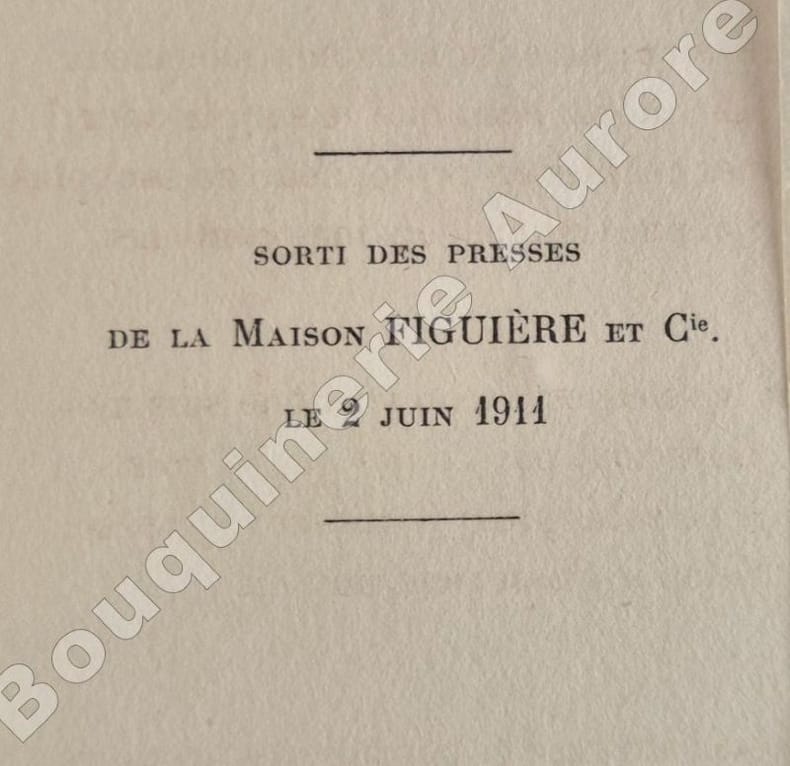 SORTI DES PRESSES
DE LA MAISON FIGUIÈRE ET Cie.
LE 2 JUIN 1911
Bouquinerie Aurore